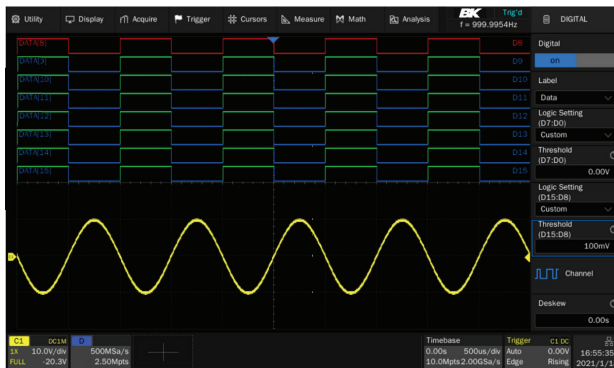 Utility Display Acquire Trigger Cursors Measure Math Analysis BK Trig'd DIGITAL
f = 999.9954Hz
DATA[8] D8
DATA[9] D9
DATA[10] D10
DATA[11] D11
DATA[12] D12
DATA[13] D13
DATA[14] D14
DATA[15] D15
Digital
on
Label
Data
Logic Setting
(D7:D0)
Custom
Threshold
(D7:D0)
0.00V
Logic Setting
(D15:D8)
Custom
Threshold
(D15:D8)
100mV
Channel
Deskew
0.00s
C1 DC1M D Timebase Trigger C1 DC
1X 10.0V/div 500MSa/s 0.00s 500us/div Auto 0.00V 16:55:35
FULL -20.3V 2.50Mpts 10.0Mpts 2.00GSa/s Edge Rising 2021/1/1